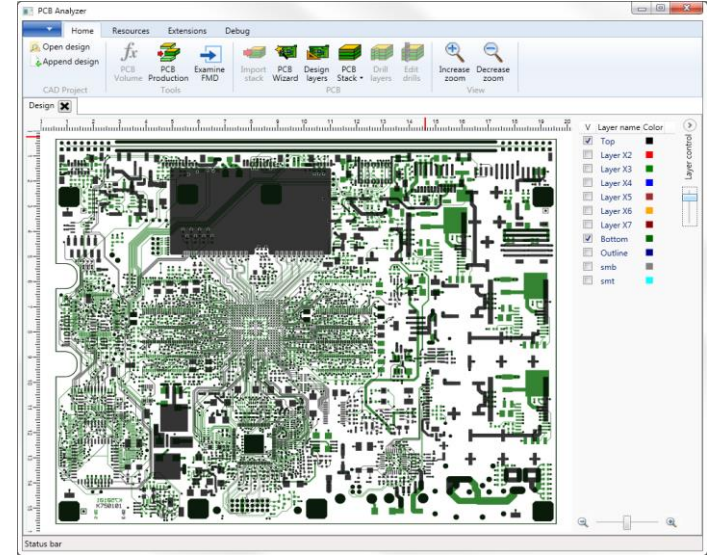 PCB Analyzer
Home Resources Extensions Debug
Open design
Append design
CAD Project
fx
PCB Volume
PCB Production
Examine FMD
Tools
Import stack
PCB Wizard
Design layers
PCB Stack
Drill layers
Edit drills
PCB
Increase zoom
Decrease zoom
View
Design
1 2 3 4 5 6 7 8 9 10 11 12 13 14 15 16 17 18 19 20
V Layer name Color
Top
Layer X2
Layer X3
Layer X4
Layer X5
Layer X6
Layer X7
Bottom
Outline
smb
smt
Layer control
K750101
Status bar